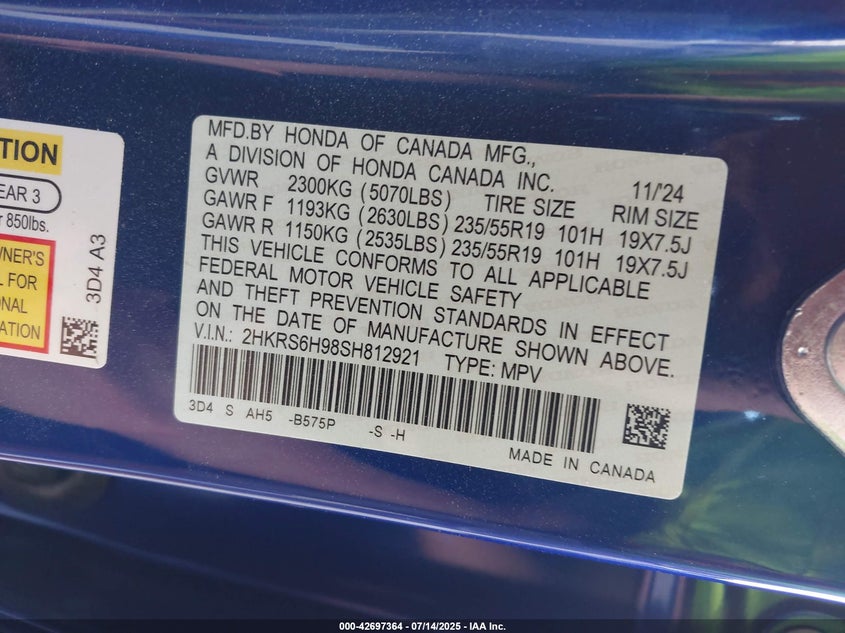 TION
EAR 3
r 850lbs.
WNER'S
L FOR
ONAL
ATION
3D4 A3
MFD.BY HONDA OF CANADA MFG.,
A DIVISION OF HONDA CANADA INC. 11/'24
GVWR 2300KG (5070LBS) TIRE SIZE RIM SIZE
GAWR F 1193KG (2630LBS) 235/55R19 101H 19X7.5J
GAWR R 1150KG (2535LBS) 235/55R19 101H 19X7.5J
THIS VEHICLE CONFORMS TO ALL APPLICABLE
FEDERAL MOTOR VEHICLE SAFETY
AND THEFT PREVENTION STANDARDS IN EFFECT
ON THE DATE OF MANUFACTURE SHOWN ABOVE.
V.I.N.: 2HKRS6H98SH812921 TYPE: MPV
3D4 S AH5 -B575P -S -H
MADE IN CANADA
000-42697364 / 07/14/2025 - IAA Inc.